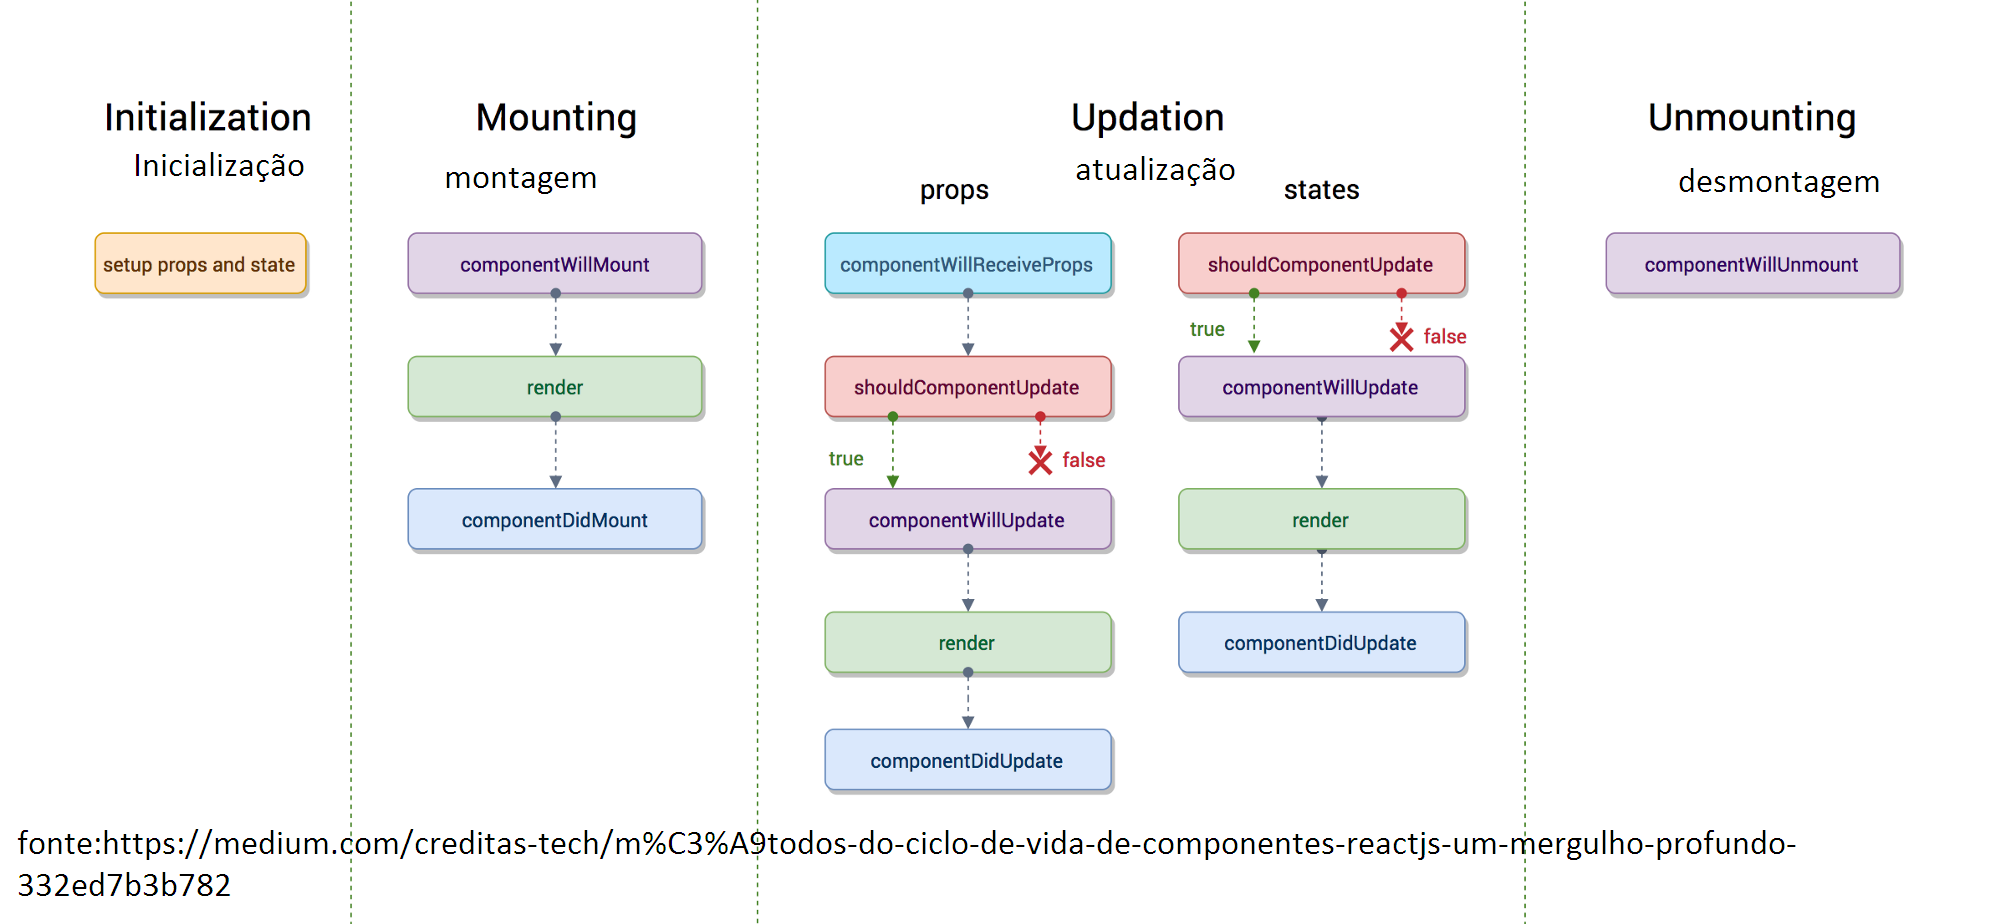 Initialization
Inicialização
setup props and state
Mounting
montagem
componentWillMount
render
componentDidMount
Updation
atualização
props
componentWillReceiveProps
shouldComponentUpdate
true
false
componentWillUpdate
render
componentDidUpdate
states
shouldComponentUpdate
true
false
componentWillUpdate
render
componentDidUpdate
Unmounting
desmontagem
componentWillUnmount
fonte:https://medium.com/creditas-tech/m%C3%A9todos-do-ciclo-de-vida-de-componentes-reactjs-um-mergulho-profundo-
332ed7b3b782